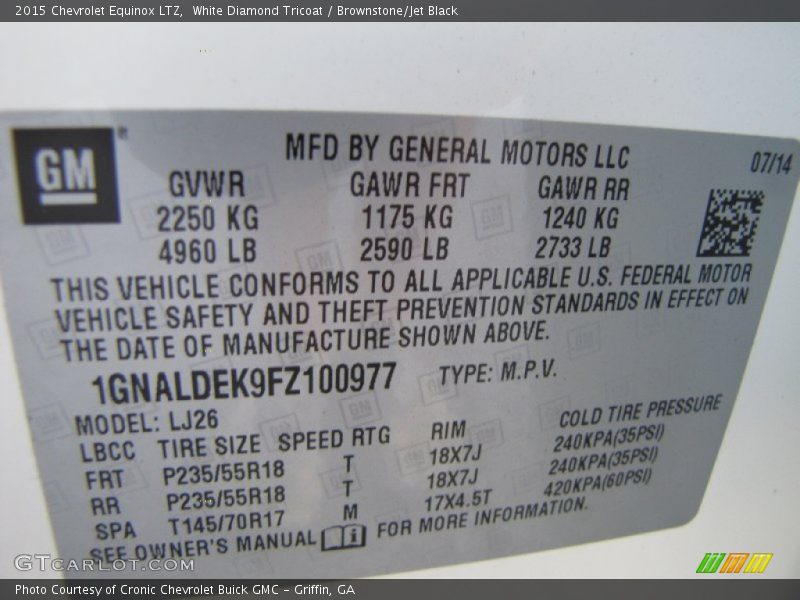 2015 Chevrolet Equinox LTZ,  White Diamond Tricoat / Brownstone/Jet Black
GM
MFD BY GENERAL MOTORS LLC
07/14
GVWR GAWR FRT GAWR RR
2250 KG 1175 KG 1240 KG
4960 LB 2590 LB 2733 LB
THIS VEHICLE CONFORMS TO ALL APPLICABLE U.S. FEDERAL MOTOR
VEHICLE SAFETY AND THEFT PREVENTION STANDARDS IN EFFECT ON
THE DATE OF MANUFACTURE SHOWN ABOVE.
1GNALDEK9FZ100977 TYPE: M.P.V.
MODEL: LJ26
LBCC TIRE SIZE SPEED RTG RIM COLD TIRE PRESSURE
FRT P235/55R18 T 18X7J 240KPA(35PSI)
RR P235/55R18 T 18X7J 240KPA(35PSI)
SPA T145/70R17 M 17X4.5T 420KPA(60PSI)
SEE OWNER'S MANUAL FOR MORE INFORMATION.
GTCARLOT.COM
Photo Courtesy of Cronic Chevrolet Buick GMC – Griffin, GA